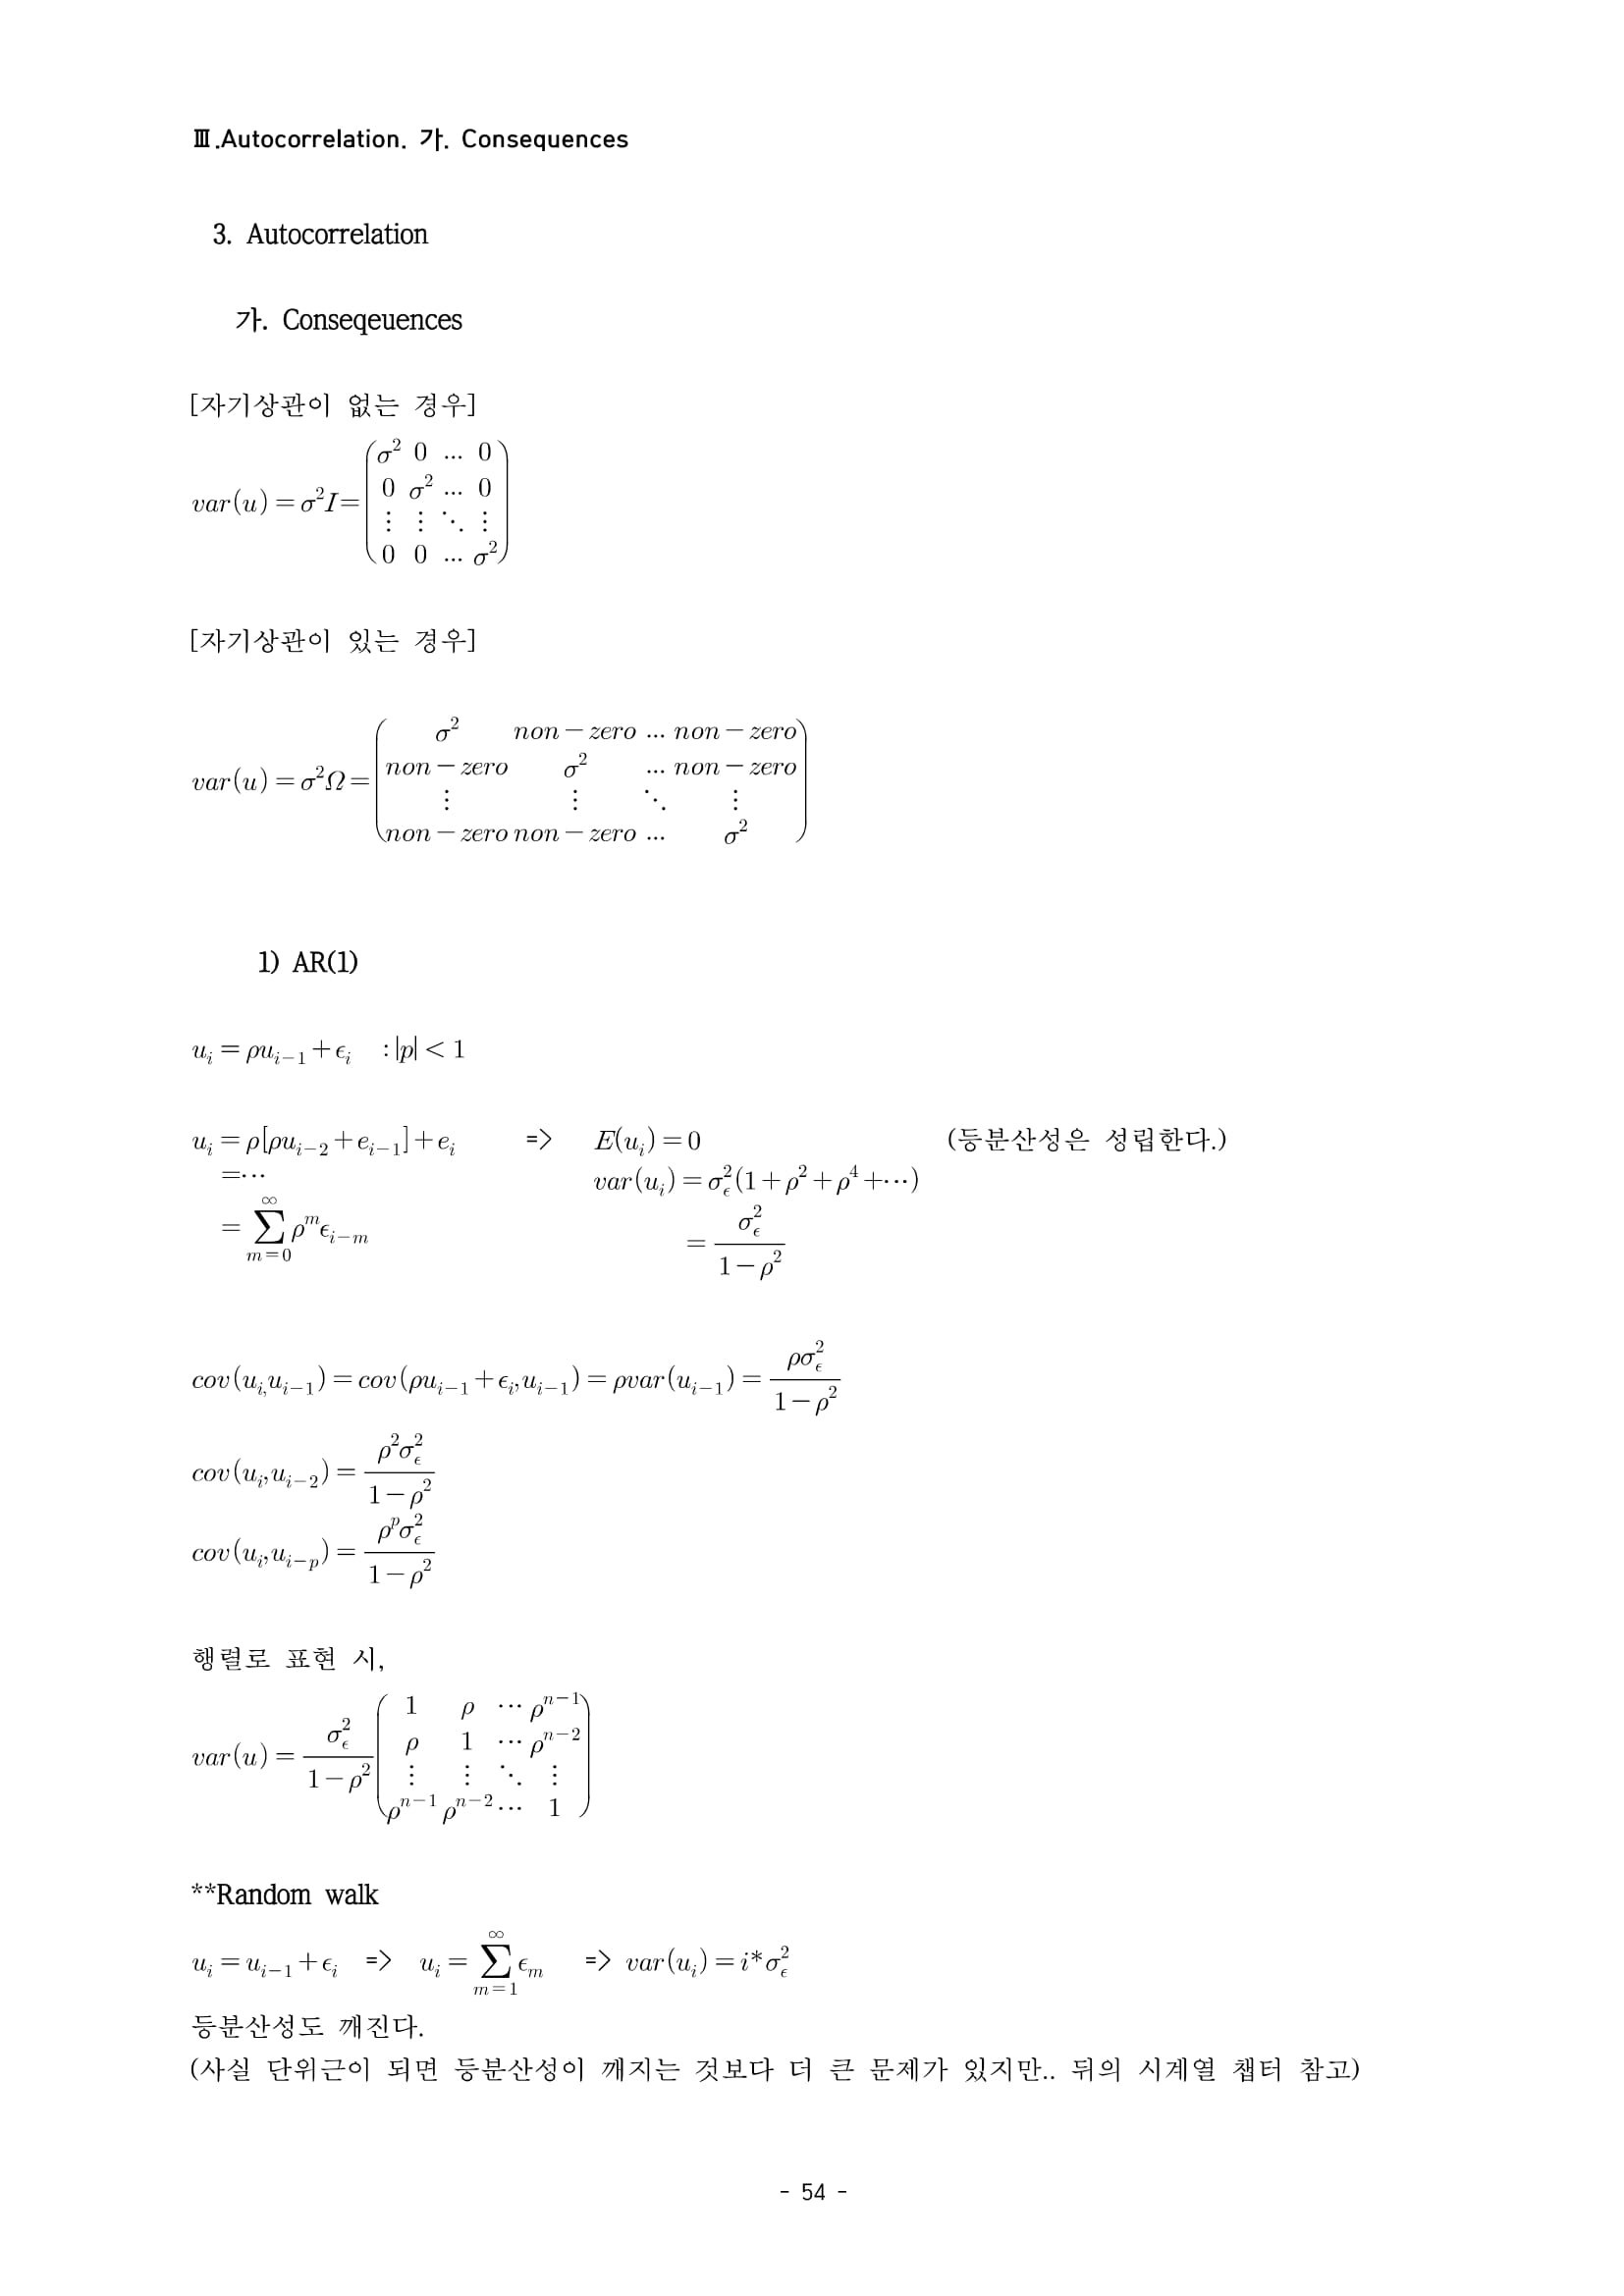 Ⅲ.Autocorrelation. 가. Consequences
3. Autocorrelation
가. Conseqeuences
[자기상관이 없는 경우]
$var(u)=\sigma^2 I=\begin{pmatrix}\sigma^2 & 0 & ... & 0\\ 0 & \sigma^2 & ... & 0\\ \vdots & \vdots & \ddots & \vdots\\ 0 & 0 & ... & \sigma^2\end{pmatrix}$
[자기상관이 있는 경우]
$var(u)=\sigma^2\Omega=\begin{pmatrix}\sigma^2 & non-zero & ... & non-zero\\ non-zero & \sigma^2 & ... & non-zero\\ \vdots & \vdots & \ddots & \vdots\\ non-zero & non-zero & ... & \sigma^2\end{pmatrix}$
1) AR(1)
$u_i=\rho u_{i-1}+\epsilon_i \quad :|p|<1$
$u_i=\rho[\rho u_{i-2}+e_{i-1}]+e_i$ => $E(u_i)=0$ (등분산성은 성립한다.)
$=\cdots$ $var(u_i)=\sigma_\epsilon^2(1+\rho^2+\rho^4+\cdots)$
$=\sum_{m=0}^{\infty}\rho^m\epsilon_{i-m}$ $=\frac{\sigma_\epsilon^2}{1-\rho^2}$
$cov(u_i,u_{i-1})=cov(\rho u_{i-1}+\epsilon_i,u_{i-1})=\rho var(u_{i-1})=\frac{\rho\sigma_\epsilon^2}{1-\rho^2}$
$cov(u_i,u_{i-2})=\frac{\rho^2\sigma_\epsilon^2}{1-\rho^2}$
$cov(u_i,u_{i-p})=\frac{\rho^p\sigma_\epsilon^2}{1-\rho^2}$
행렬로 표현 시,
$var(u)=\frac{\sigma_\epsilon^2}{1-\rho^2}\begin{pmatrix}1 & \rho & \cdots & \rho^{n-1}\\ \rho & 1 & \cdots & \rho^{n-2}\\ \vdots & \vdots & \ddots & \vdots\\ \rho^{n-1} & \rho^{n-2} & \cdots & 1\end{pmatrix}$
**Random walk
$u_i=u_{i-1}+\epsilon_i$ => $u_i=\sum_{m=1}^{\infty}\epsilon_m$ => $var(u_i)=i*\sigma_\epsilon^2$
등분산성도 깨진다.
(사실 단위근이 되면 등분산성이 깨지는 것보다 더 큰 문제가 있지만.. 뒤의 시계열 챕터 참고)
- 54 -